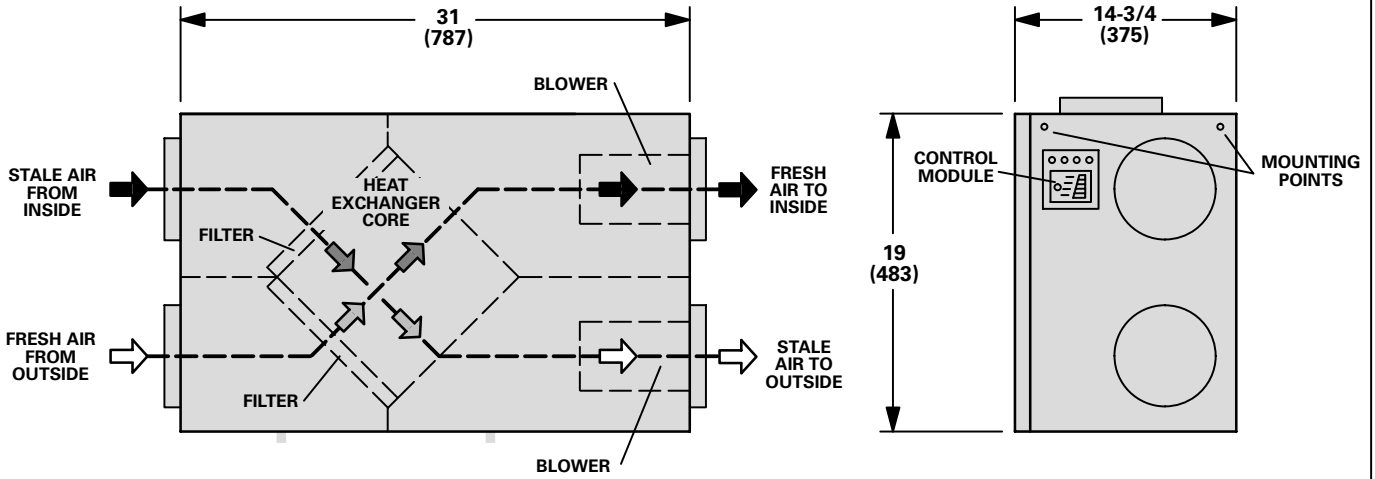 31
(787)
BLOWER
STALE AIR
FROM
INSIDE
HEAT
EXCHANGER
CORE
FILTER
FRESH
AIR TO
INSIDE
FRESH AIR
FROM
OUTSIDE
FILTER
STALE
AIR TO
OUTSIDE
BLOWER
14-3/4
(375)
CONTROL
MODULE
MOUNTING
POINTS
19
(483)